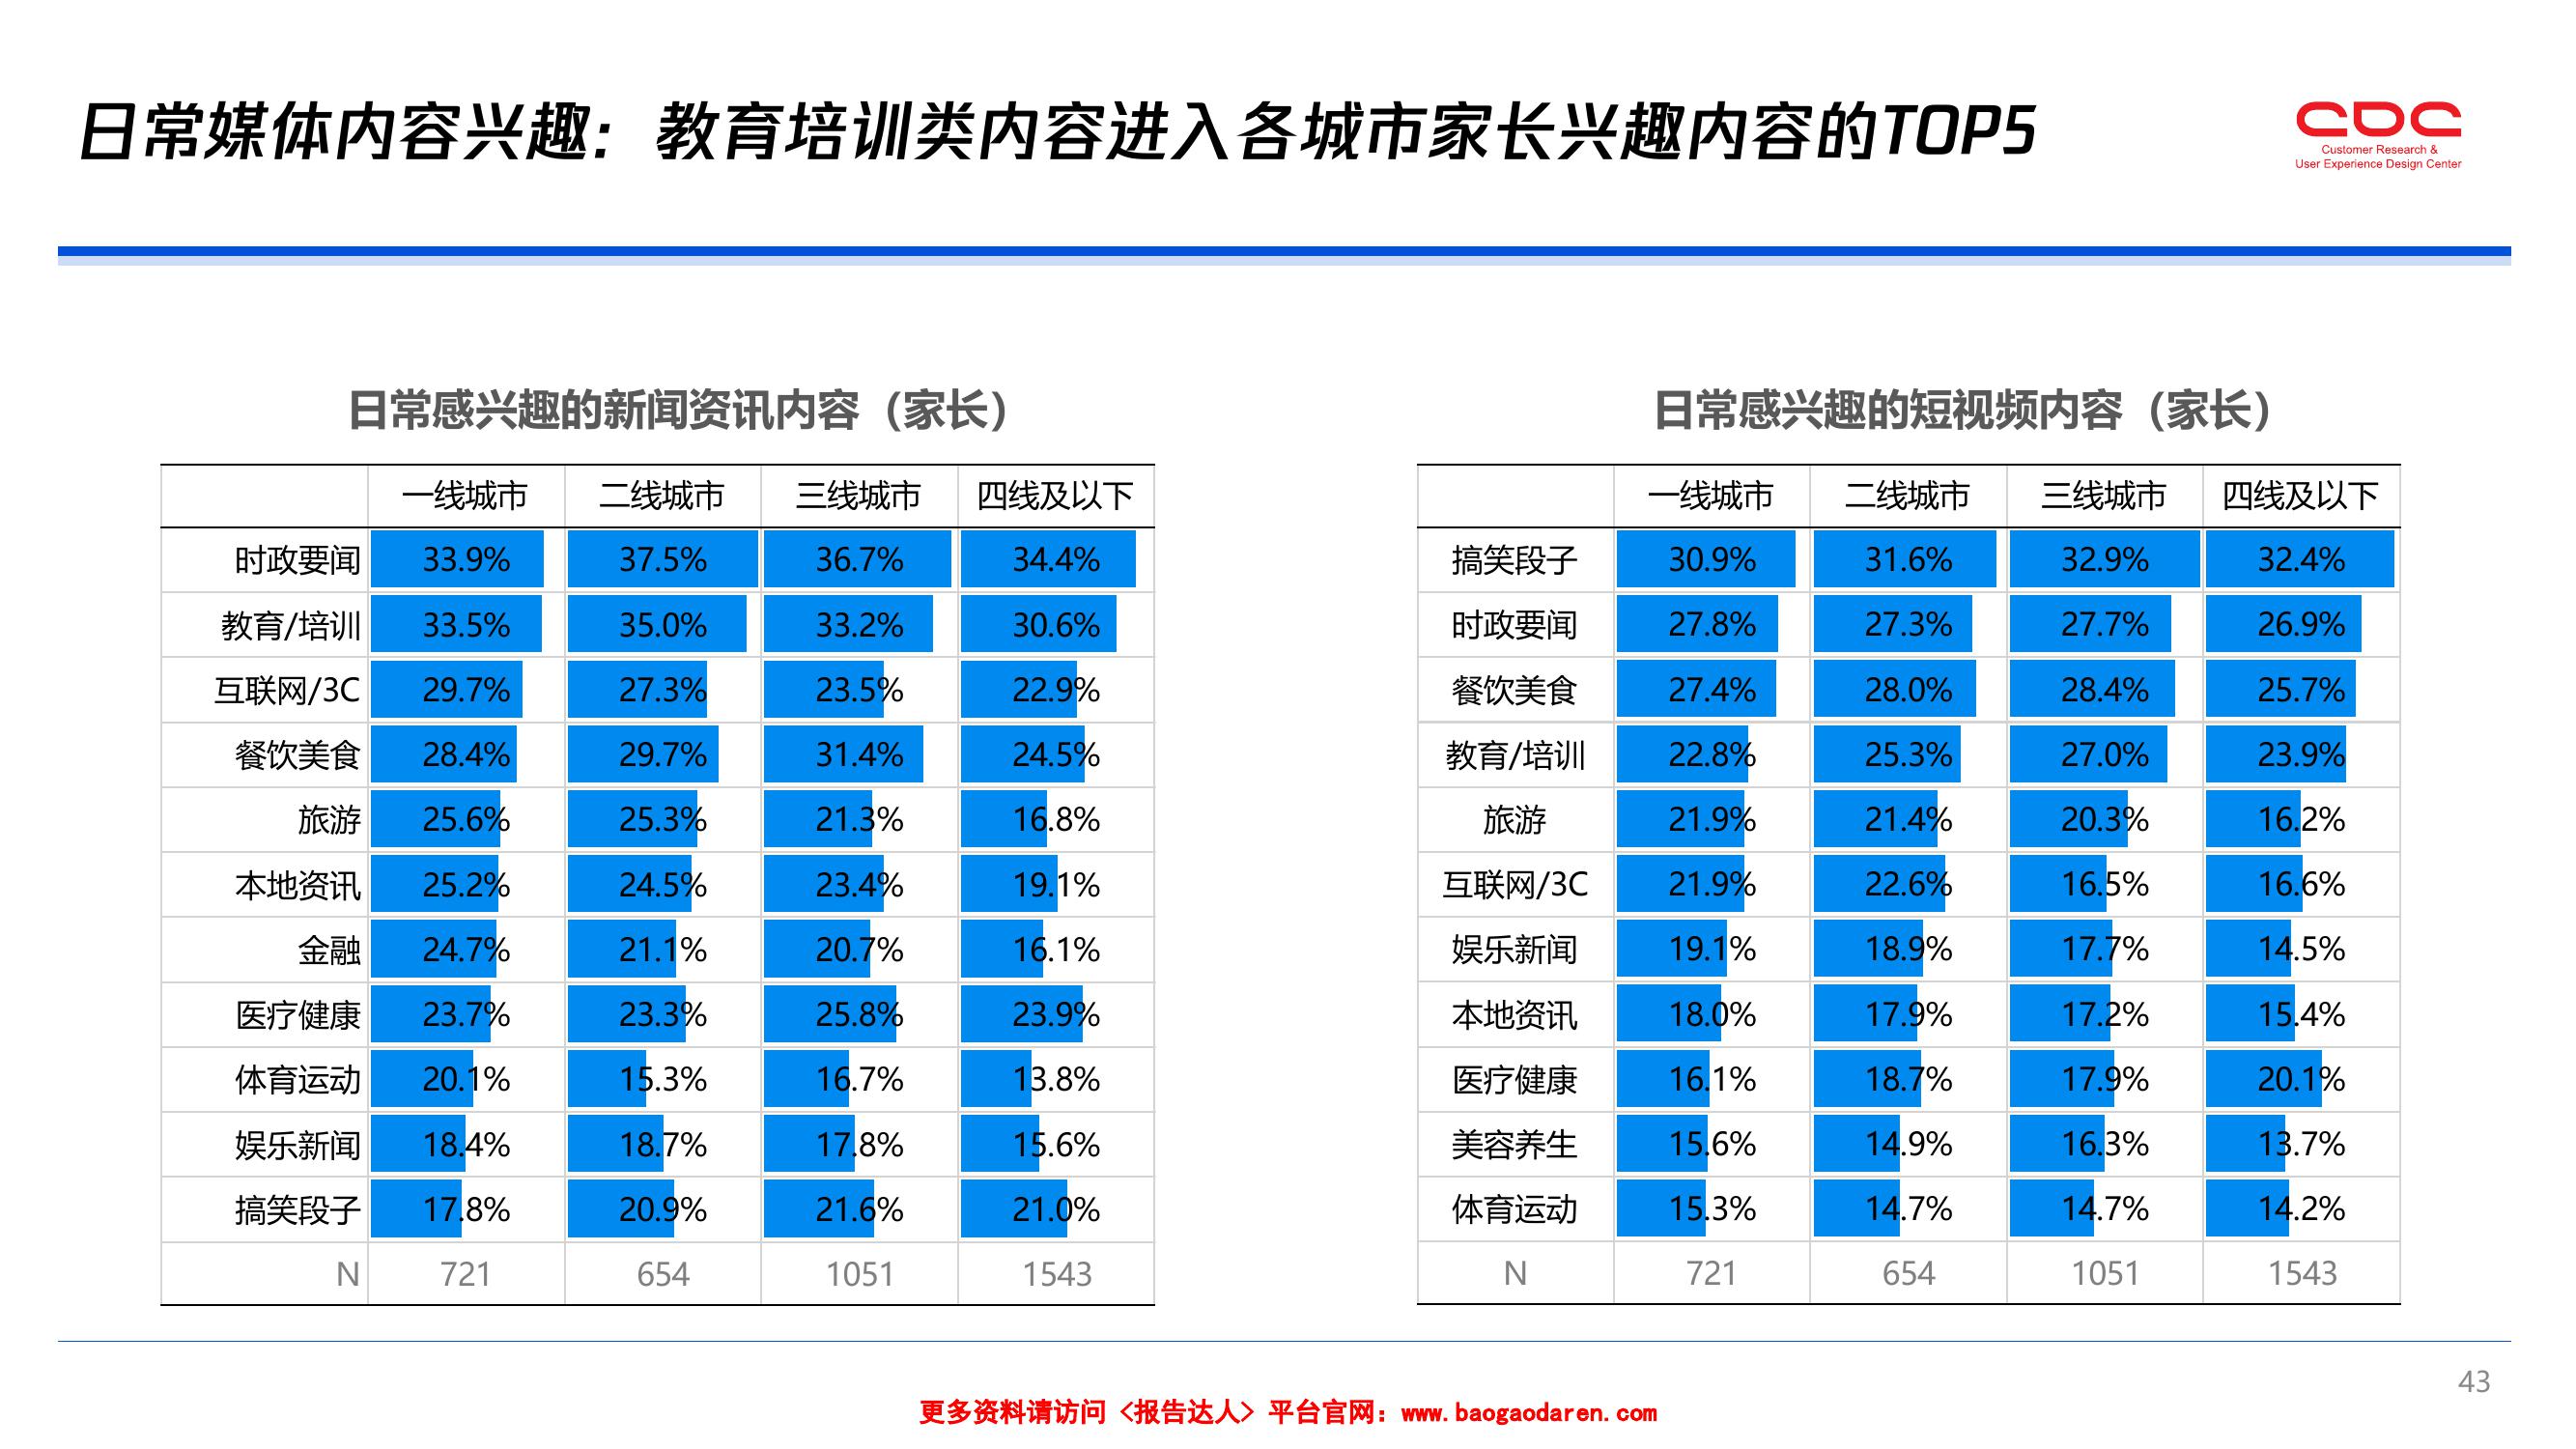 日常媒体内容兴趣：教育培训类内容进入各城市家长兴趣内容的TOP5
CDC
Customer Research &
User Experience Design Center
日常感兴趣的新闻资讯内容（家长）
一线城市 二线城市 三线城市 四线及以下
时政要闻 33.9% 37.5% 36.7% 34.4%
教育/培训 33.5% 35.0% 33.2% 30.6%
互联网/3C 29.7% 27.3% 23.5% 22.9%
餐饮美食 28.4% 29.7% 31.4% 24.5%
旅游 25.6% 25.3% 21.3% 16.8%
本地资讯 25.2% 24.5% 23.4% 19.1%
金融 24.7% 21.1% 20.7% 16.1%
医疗健康 23.7% 23.3% 25.8% 23.9%
体育运动 20.1% 15.3% 16.7% 13.8%
娱乐新闻 18.4% 18.7% 17.8% 15.6%
搞笑段子 17.8% 20.9% 21.6% 21.0%
N 721 654 1051 1543
日常感兴趣的短视频内容（家长）
一线城市 二线城市 三线城市 四线及以下
搞笑段子 30.9% 31.6% 32.9% 32.4%
时政要闻 27.8% 27.3% 27.7% 26.9%
餐饮美食 27.4% 28.0% 28.4% 25.7%
教育/培训 22.8% 25.3% 27.0% 23.9%
旅游 21.9% 21.4% 20.3% 16.2%
互联网/3C 21.9% 22.6% 16.5% 16.6%
娱乐新闻 19.1% 18.9% 17.7% 14.5%
本地资讯 18.0% 17.9% 17.2% 15.4%
医疗健康 16.1% 18.7% 17.9% 20.1%
美容养生 15.6% 14.9% 16.3% 13.7%
体育运动 15.3% 14.7% 14.7% 14.2%
N 721 654 1051 1543
43
更多资料请访问〈报告达人〉平台官网：www.baogaodaren.com